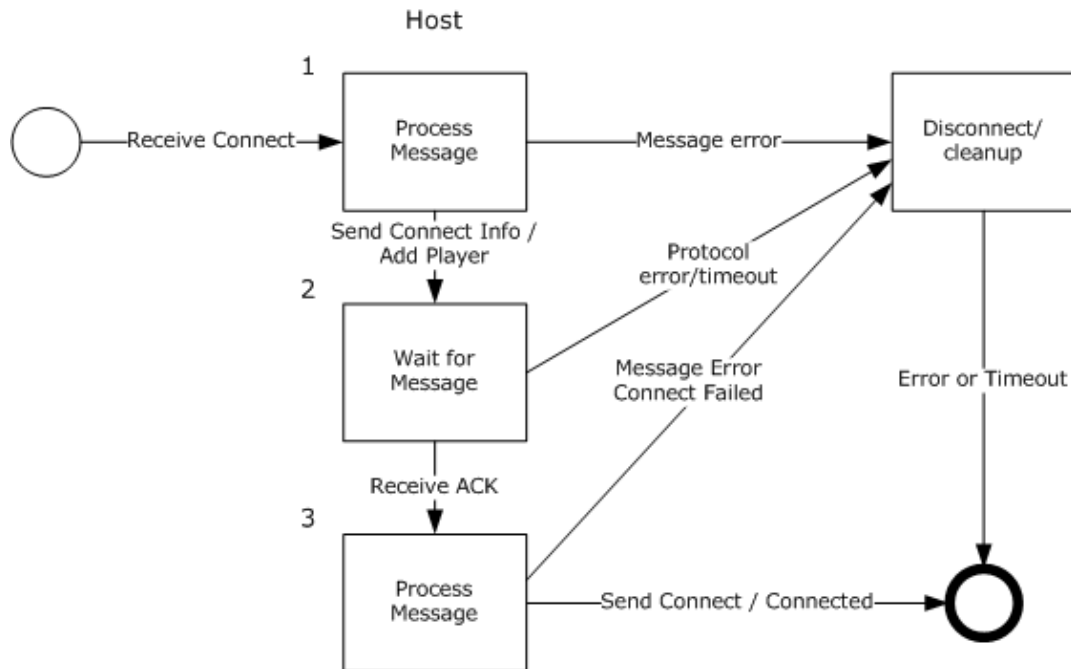 Host
1
Process
Message
Receive Connect
Message error
Disconnect/
cleanup
Send Connect Info /
Add Player
Protocol
error/timeout
2
Wait for
Message
Message Error
Connect Failed
Error or Timeout
Receive ACK
3
Process
Message
Send Connect / Connected